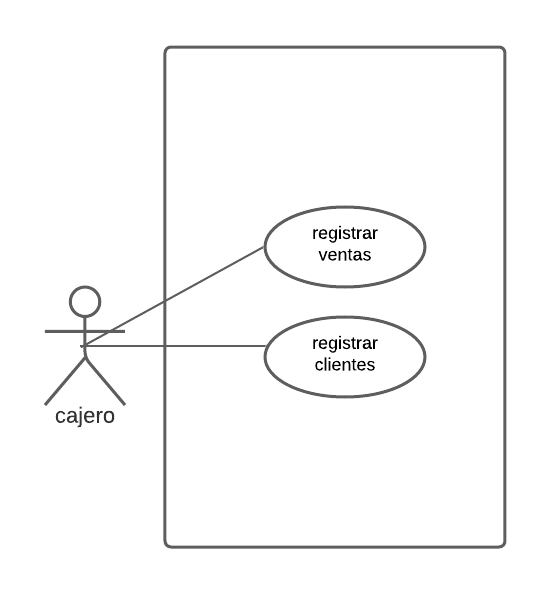 registrar
ventas
registrar
clientes
cajero